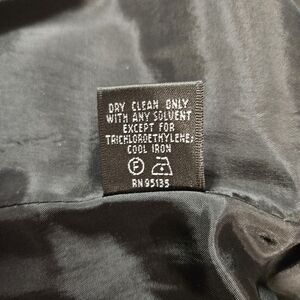 DRY CLEAN ONLY
WITH ANY SOLVENT
EXCEPT FOR
TRICHLOROETHYLENE;
COOL IRON
F
RN 95135